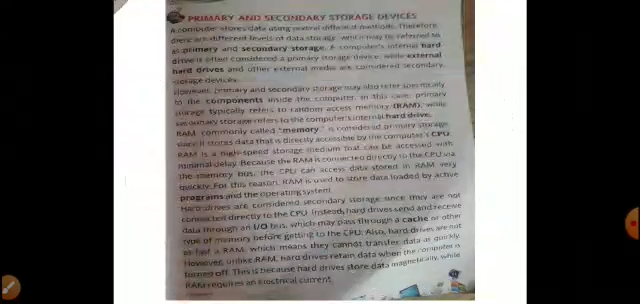 PRIMARY AND SECONDARY STORAGE DEVICES
A computer stores data using several different methods. Therefore,
there are different levels of data storage, which may be referred to
as primary and secondary storage. A computer's internal hard
drive is often considered a primary storage device, while external
hard drives and other external media are considered secondary
storage devices.
However, primary and secondary storage may also refer specifically
to the components inside the computer. In this case, primary
storage typically refers to random access memory (RAM), while
secondary storage refers to the computer's internal hard drive.
RAM, commonly called "memory," is considered primary storage,
since it stores data that is directly accessible by the computer's CPU.
RAM is a high-speed storage medium that can be accessed with
minimal delay. Because the RAM is connected directly to the CPU via
the memory bus, the CPU can access data stored in RAM very
quickly. For this reason, RAM is used to store data loaded by active
programs and the operating system.
Hard drives are considered secondary storage since they are not
connected directly to the CPU. Instead, hard drives send and receive
data through an I/O bus, which may pass through a cache or other
type of memory before getting to the CPU. Also, hard drives are not
as fast a RAM, which means they cannot transfer data as quickly.
However, unlike RAM, hard drives retain data when the computer is
turned off. This is because hard drives store data magnetically, while
RAM requires an electrical current.